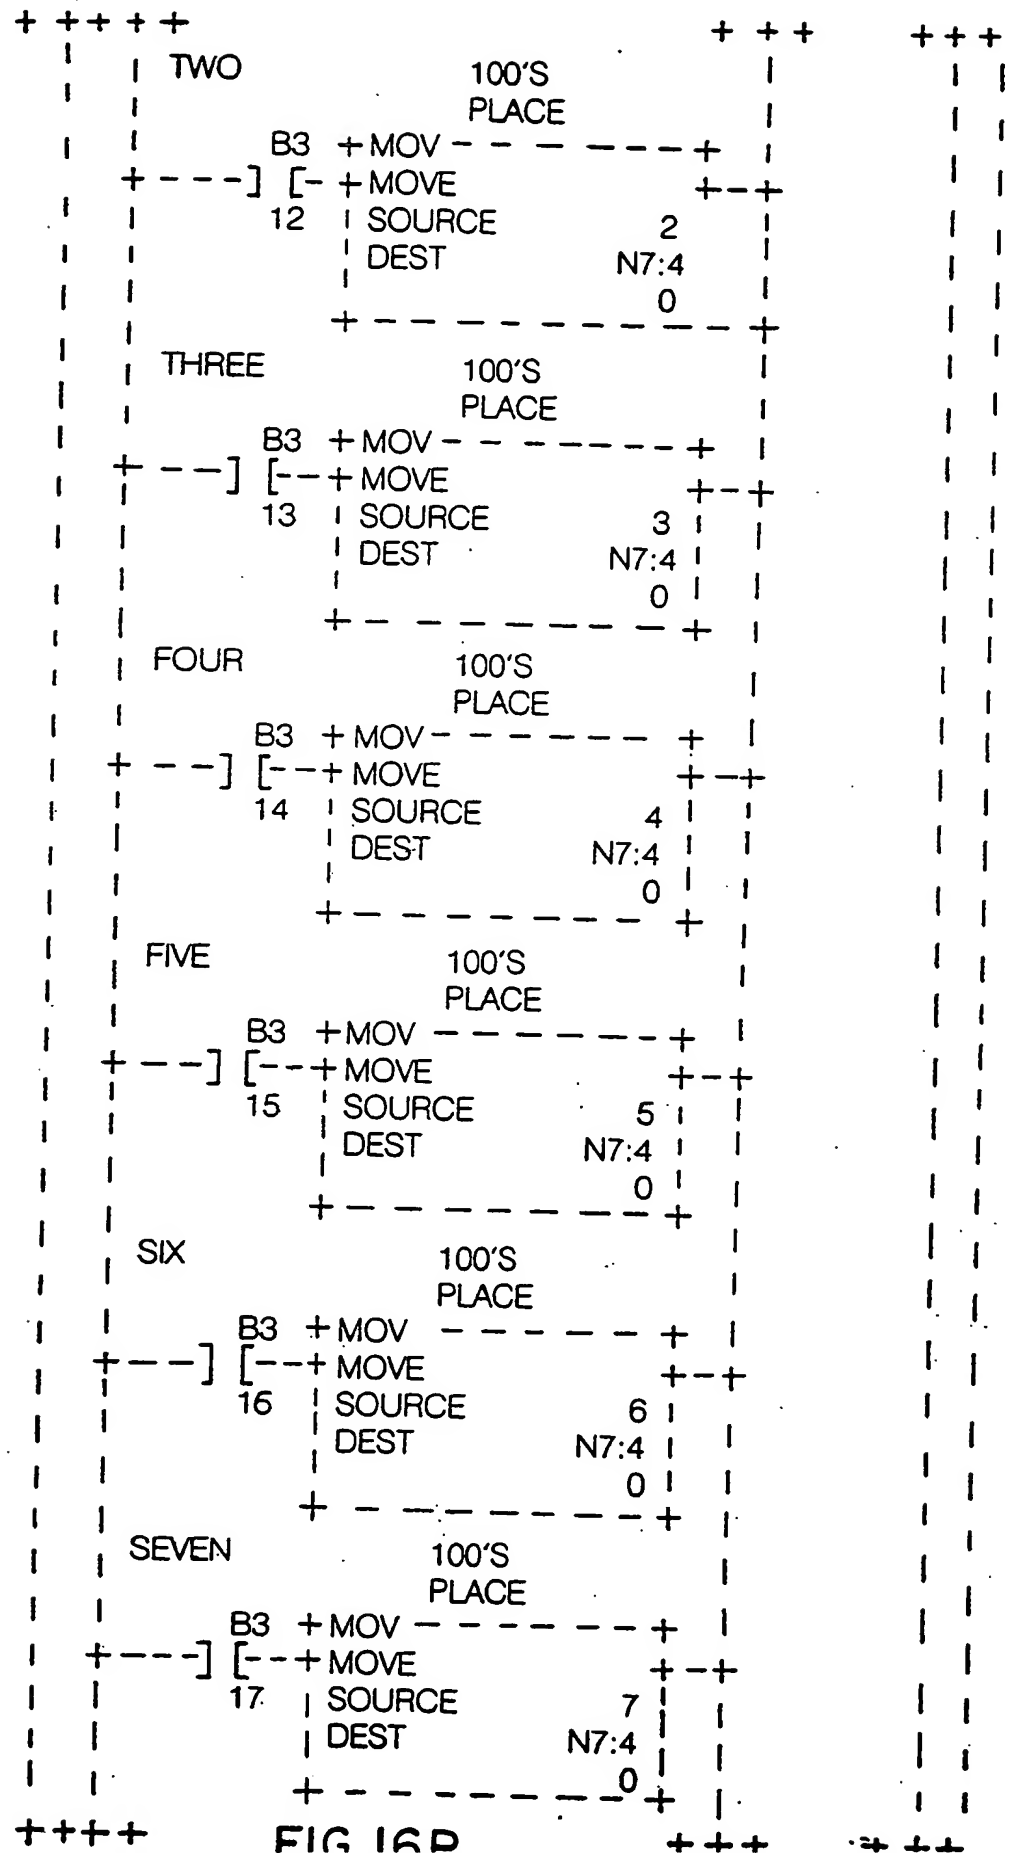 TWO 100'S
PLACE
B3 MOV
MOVE
12 SOURCE 2
DEST N7:4
0
THREE 100'S
PLACE
B3 MOV
MOVE
13 SOURCE 3
DEST N7:4
0
FOUR 100'S
PLACE
B3 MOV
MOVE
14 SOURCE 4
DEST N7:4
0
FIVE 100'S
PLACE
B3 MOV
MOVE
15 SOURCE 5
DEST N7:4
0
SIX 100'S
PLACE
B3 MOV
MOVE
16 SOURCE 6
DEST N7:4
0
SEVEN 100'S
PLACE
B3 MOV
MOVE
17 SOURCE 7
DEST N7:4
0
FIG